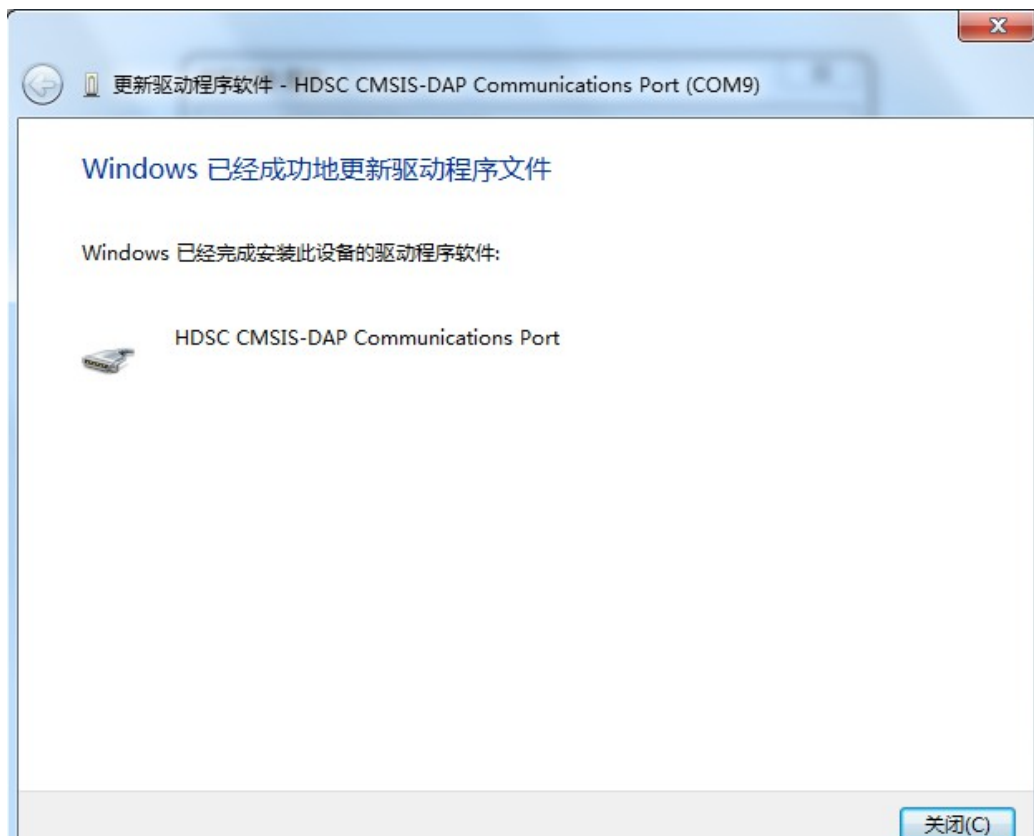 更新驱动程序软件 - HDSC CMSIS-DAP Communications Port (COM9)
Windows 已经成功地更新驱动程序文件
Windows 已经完成安装此设备的驱动程序软件:
HDSC CMSIS-DAP Communications Port
关闭(C)